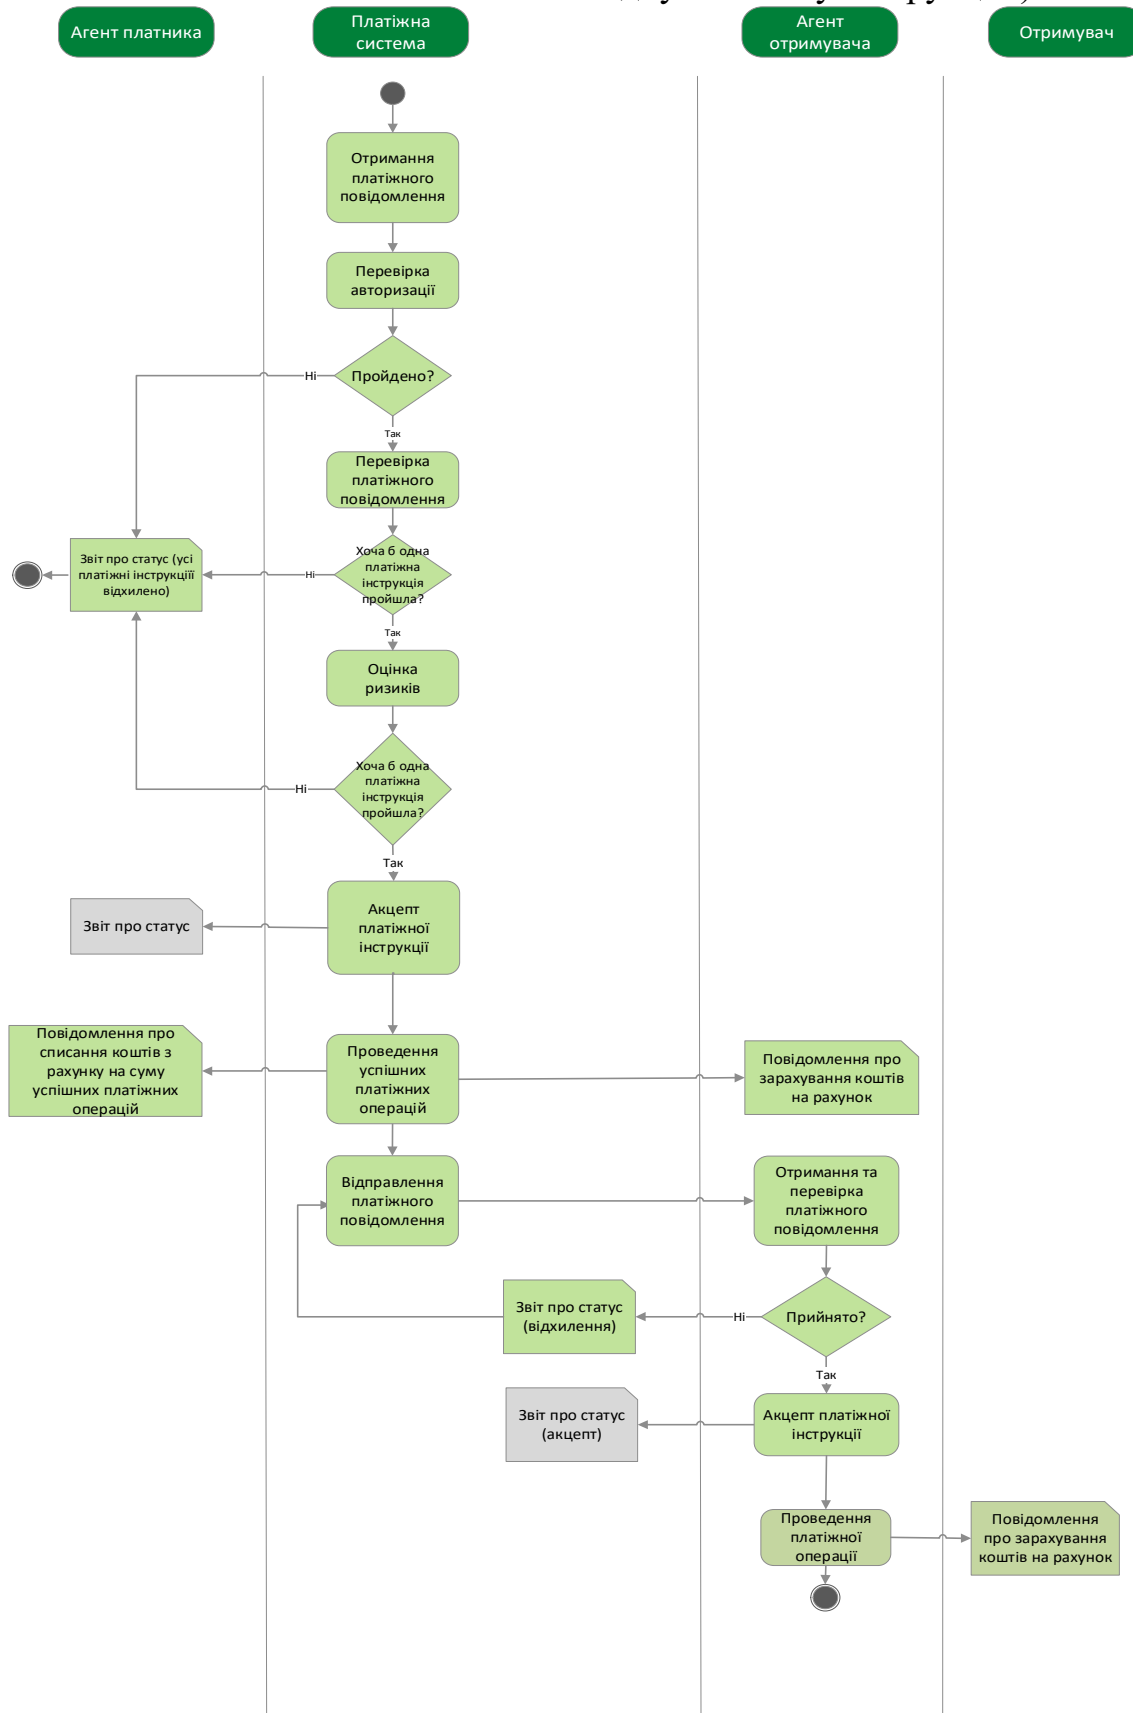 Агент платника
Платіжна
система
Агент
отримувача
Отримувач
Отримання
платіжного
повідомлення
Перевірка
авторизації
Пройдено?
Ні
Так
Перевірка
платіжного
повідомлення
Хоча б одна
платіжна
інструкція
пройшла?
Ні
Звіт про статус (усі
платіжні інструкціїї
відхилено)
Так
Оцінка
ризиків
Хоча б одна
платіжна
інструкція
пройшла?
Ні
Так
Акцепт
платіжної
інструкції
Звіт про статус
Повідомлення про
списання коштів з
рахунку на суму
успішних платіжних
операцій
Проведення
успішних
платіжних
операцій
Повідомлення про
зарахування коштів
на рахунок
Відправлення
платіжного
повідомлення
Отримання та
перевірка
платіжного
повідомлення
Прийнято?
Ні
Звіт про статус
(відхилення)
Так
Звіт про статус
(акцепт)
Акцепт платіжної
інструкції
Проведення
платіжної
операції
Повідомлення
про зарахування
коштів на рахунок